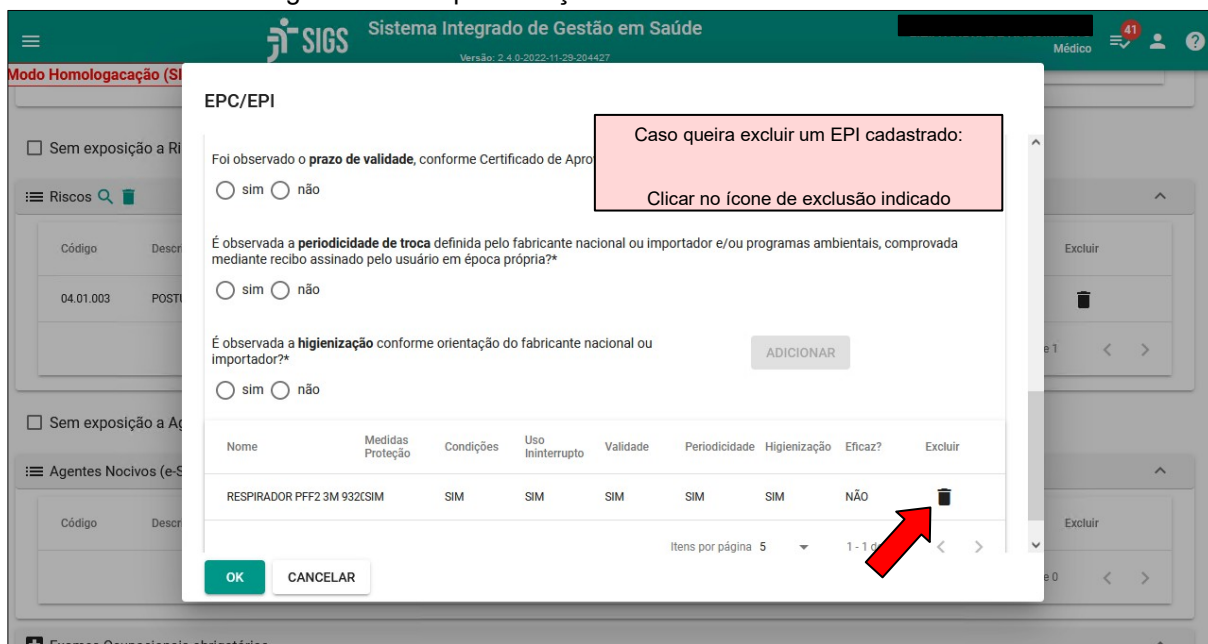 SIGS
Sistema Integrado de Gestão em Saúde
Versão: 2.4.0-2022-11-29-204427
Médico
41
Modo Homologacação (SI
EPC/EPI
Caso queira excluir um EPI cadastrado:
Clicar no ícone de exclusão indicado
Sem exposição a Ri
Foi observado o prazo de validade, conforme Certificado de Apro
sim não
Riscos
É observada a periodicidade de troca definida pelo fabricante nacional ou importador e/ou programas ambientais, comprovada
mediante recibo assinado pelo usuário em época própria?*
sim não
Código Descr Excluir
04.01.003 POSTU
É observada a higienização conforme orientação do fabricante nacional ou
importador?*
ADICIONAR
e 1
sim não
Sem exposição a Ag
Nome Medidas Proteção Condições Uso Ininterrupto Validade Periodicidade Higienização Eficaz? Excluir
Agentes Nocivos (e-S
RESPIRADOR PFF2 3M 932 SIM SIM SIM SIM SIM SIM NÃO
Código Descr Excluir
Itens por página 5 1 - 1 d
OK CANCELAR
e 0